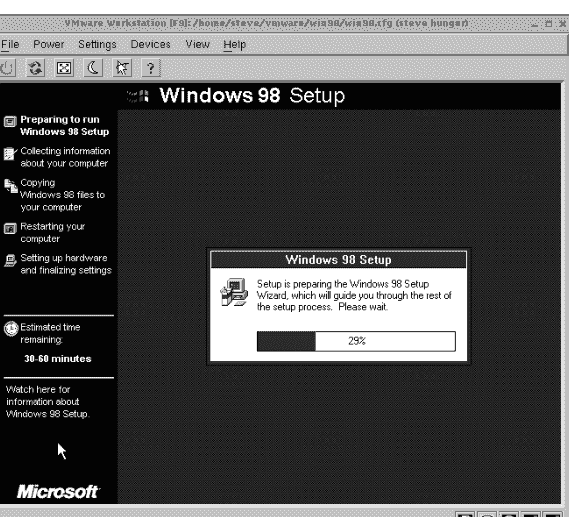 VMware Workstation [F9]: /home/steve/vmware/win98/win98.cfg (steve hunger)
File Power Settings Devices View Help
Windows 98 Setup
Preparing to run
Windows 98 Setup
Collecting information
about your computer
Copying
Windows 98 files to
your computer
Restarting your
computer
Setting up hardware
and finalizing settings
Estimated time
remaining:
30-60 minutes
Watch here for
information about
Windows 98 Setup.
Microsoft
Windows 98 Setup
Setup is preparing the Windows 98 Setup
Wizard, which will guide you through the rest of
the setup process. Please wait.
29%